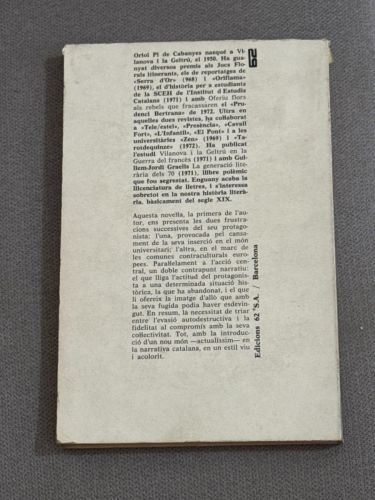 Oriol Pi de Cabanyes nasqué a Vi-
lanova i la Geltrú, el 1950. Ha gua-
nyat diversos premis als Jocs Flo-
rals Itinerants, els de reportatges de
«Serra d'Or» (968) i «Oriflama»
(1969), el d'història per a estudiants
de la SCEH de l'Institut d'Estudis
Catalans (1971) i amb Oferiu flors
als rebels que fracassaren el «Pru-
denci Bertrana» de 1972. Ultra en
aquelles dues revistes, ha col·laborat
a «Tele/estel», «Presència», «Cavall
Fort», «L'Infantil», «El Pont» i a les
universitàries «Zen» (1969) i «Ta-
rotdequinze» (1972). Ha publicat
l'estudi Vilanova i la Geltrú en la
Guerra del francès (1971) i amb Gui-
llem-Jordi Graells La generació lite-
rària dels 70 (1971), llibre polèmic
que fou segrestat. Enguany acaba la
llicenciatura de lletres, i s'interessa
sobretot en la nostra història literà-
ria, bàsicament del segle XIX.
Aquesta novel·la, la primera de l'au-
tor, ens presenta les dues frustra-
cions successives del seu protago-
nista: l'una, provocada pel cansa-
ment de la seva inserció en el món
universitari; l'altra, en el marc de
les comunes contraculturals euro-
pees. Paral·lelament a l'acció cen-
tral, un doble contrapunt narratiu:
el que lliga l'actitud del protagonis-
ta a una determinada situació histò-
rica, la que ha abandonat, i el que
li ofereix la imatge d'allò que amb
la seva fugida podia haver esdevin-
gut. En resum, la necessitat de triar
entre l'evasió autodestructiva i la
fidelitat al compromís amb la seva
col·lectivitat. Tot, amb la introduc-
ció d'un nou món —actualíssim— en
la narrativa catalana, en un estil viu
i acolorit.
62
Edicions 62 S.A. / Barcelona